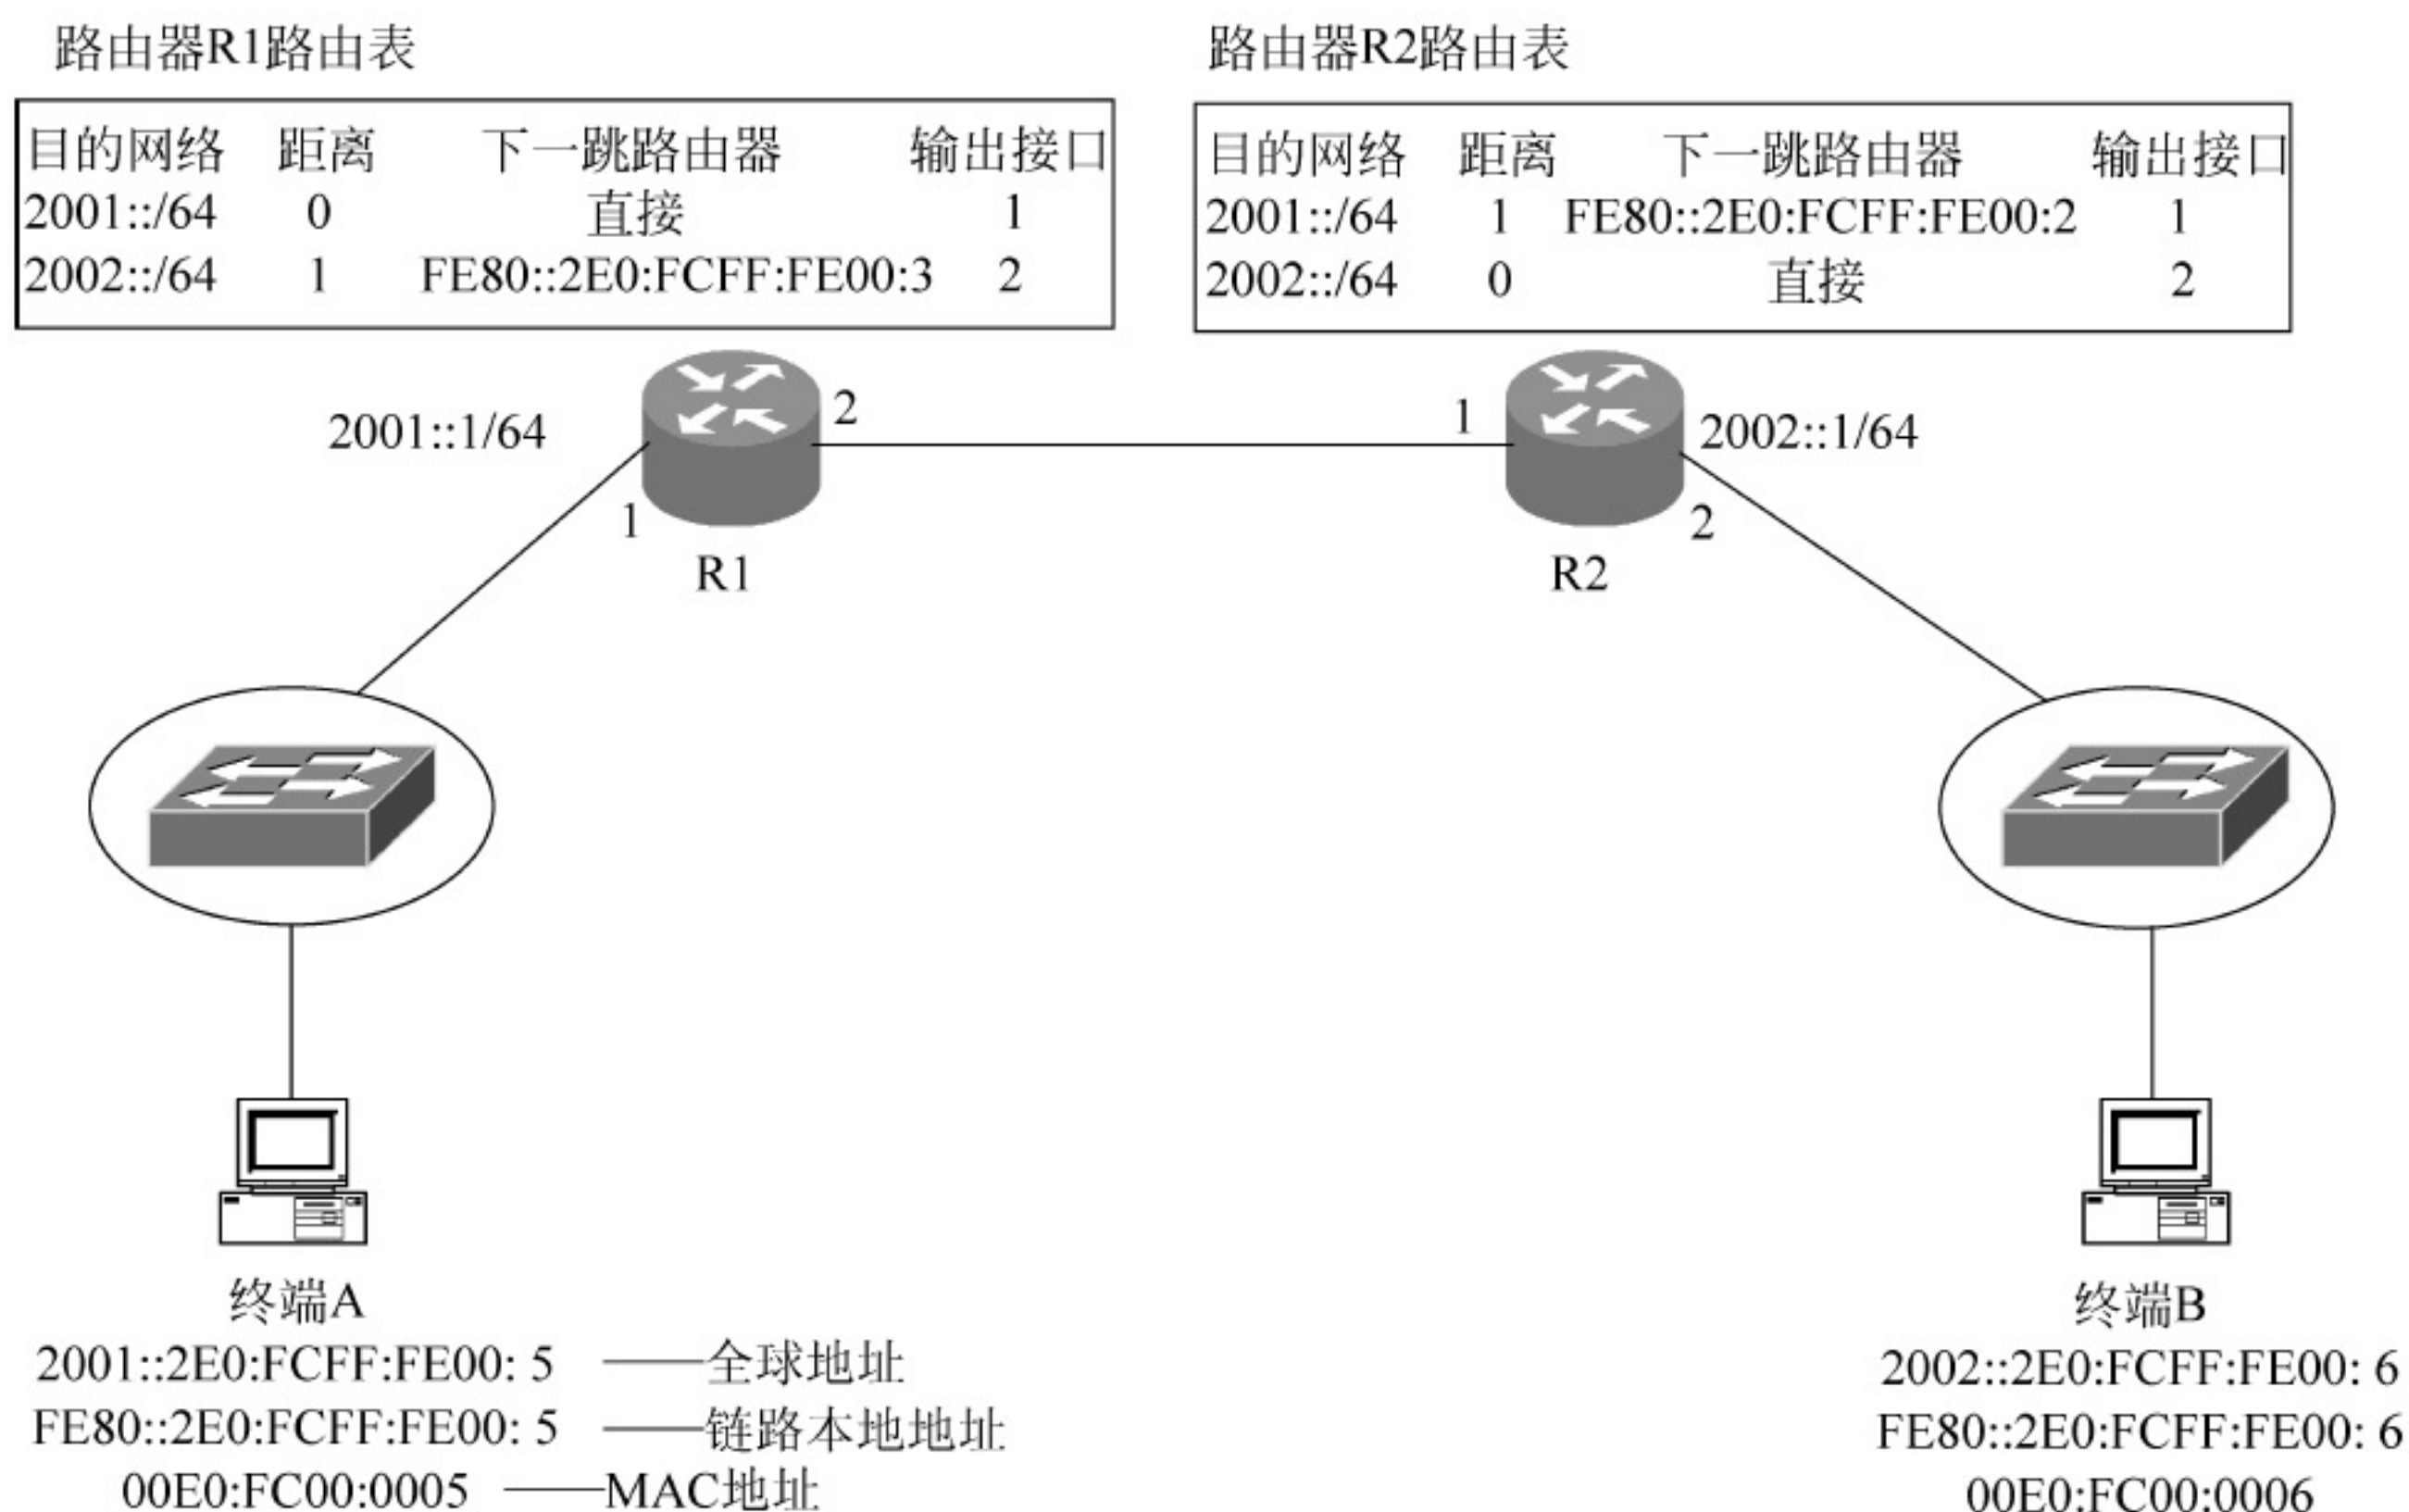 路由器R1路由表
目的网络 距离 下一跳路由器 输出接口
2001::/64 0 直接 1
2002::/64 1 FE80::2E0:FCFF:FE00:3 2
路由器R2路由表
目的网络 距离 下一跳路由器 输出接口
2001::/64 1 FE80::2E0:FCFF:FE00:2 1
2002::/64 0 直接 2
2001::1/64
2
1
R1
1
2002::1/64
2
R2
终端A
2001::2E0:FCFF:FE00: 5 ——全球地址
FE80::2E0:FCFF:FE00: 5 ——链路本地地址
00E0:FC00:0005 ——MAC地址
终端B
2002::2E0:FCFF:FE00: 6
FE80::2E0:FCFF:FE00: 6
00E0:FC00:0006